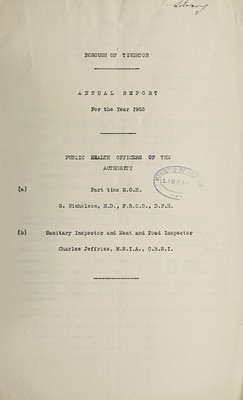 Library
BOROUGH OF TIVERTON
ANNUAL REPORT
For the Year 1953
PUBLIC HEALTH OFFICERS OF THE
AUTHORITY
(a) Part time M.O.H.
G. Nicholson, M.D., F.R.C.S., D.P.H.
(b) Sanitary Inspector and Meat and Food Inspector
Charles Jeffries, M.S.I.A., C.R.S.I.